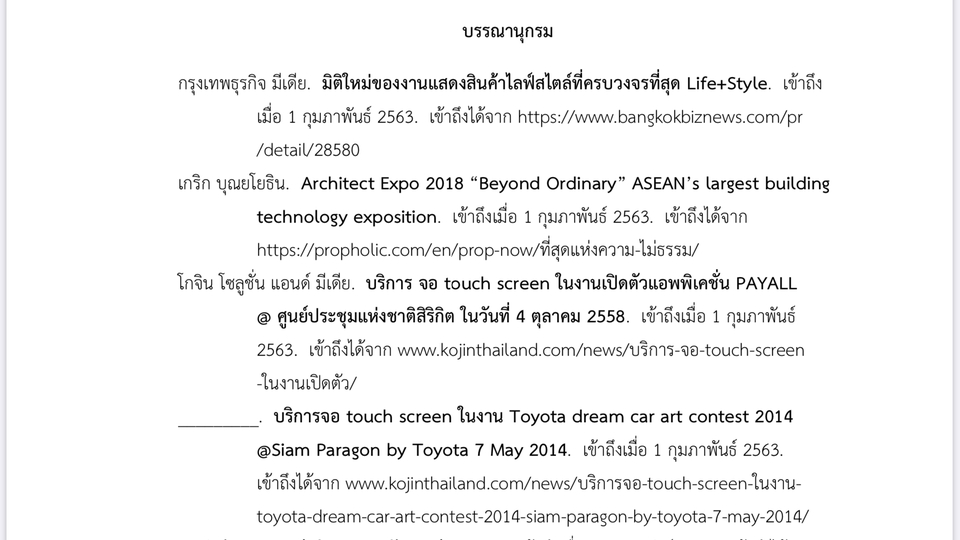 บรรณานุกรม
กรุงเทพธุรกิจ มีเดีย.  มิติใหม่ของงานแสดงสินค้าไลฟ์สไตล์ที่ครบวงจรที่สุด Life+Style.  เข้าถึง
เมื่อ 1 กุมภาพันธ์ 2563.  เข้าถึงได้จาก https://www.bangkokbiznews.com/pr
/detail/28580
เกริก บุณยโยธิน.  Architect Expo 2018 “Beyond Ordinary” ASEAN’s largest building
technology exposition.  เข้าถึงเมื่อ 1 กุมภาพันธ์ 2563.  เข้าถึงได้จาก
https://propholic.com/en/prop-now/ที่สุดแห่งความ-ไม่ธรรม/
โกจิน โซลูชั่น แอนด์ มีเดีย.  บริการ จอ touch screen ในงานเปิดตัวแอพพิเคชั่น PAYALL
@ ศูนย์ประชุมแห่งชาติสิริกิต ในวันที่ 4 ตุลาคม 2558.  เข้าถึงเมื่อ 1 กุมภาพันธ์
2563.  เข้าถึงได้จาก www.kojinthailand.com/news/บริการ-จอ-touch-screen
-ในงานเปิดตัว/
_________.  บริการจอ touch screen ในงาน Toyota dream car art contest 2014
@Siam Paragon by Toyota 7 May 2014.  เข้าถึงเมื่อ 1 กุมภาพันธ์ 2563.
เข้าถึงได้จาก www.kojinthailand.com/news/บริการจอ-touch-screen-ในงาน-
toyota-dream-car-art-contest-2014-siam-paragon-by-toyota-7-may-2014/